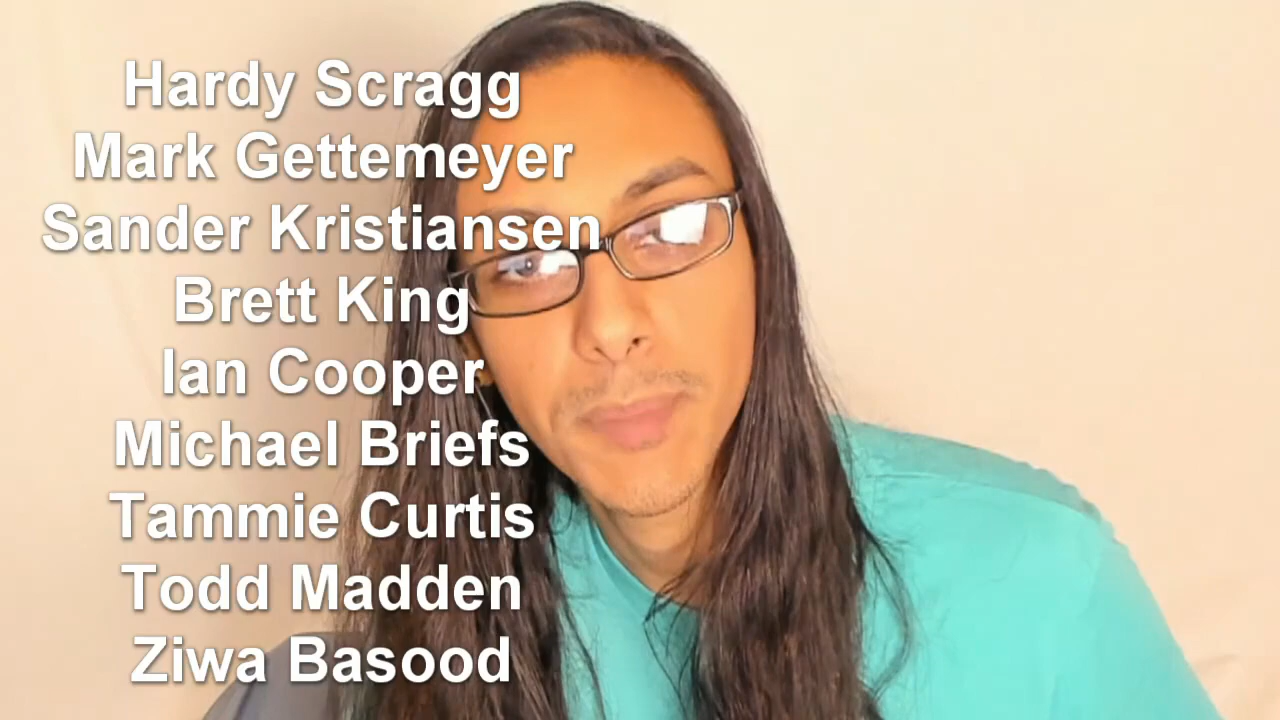 Hardy Scragg
Mark Gettemeyer
Sander Kristiansen
Brett King
Ian Cooper
Michael Briefs
Tammie Curtis
Todd Madden
Ziwa Basood